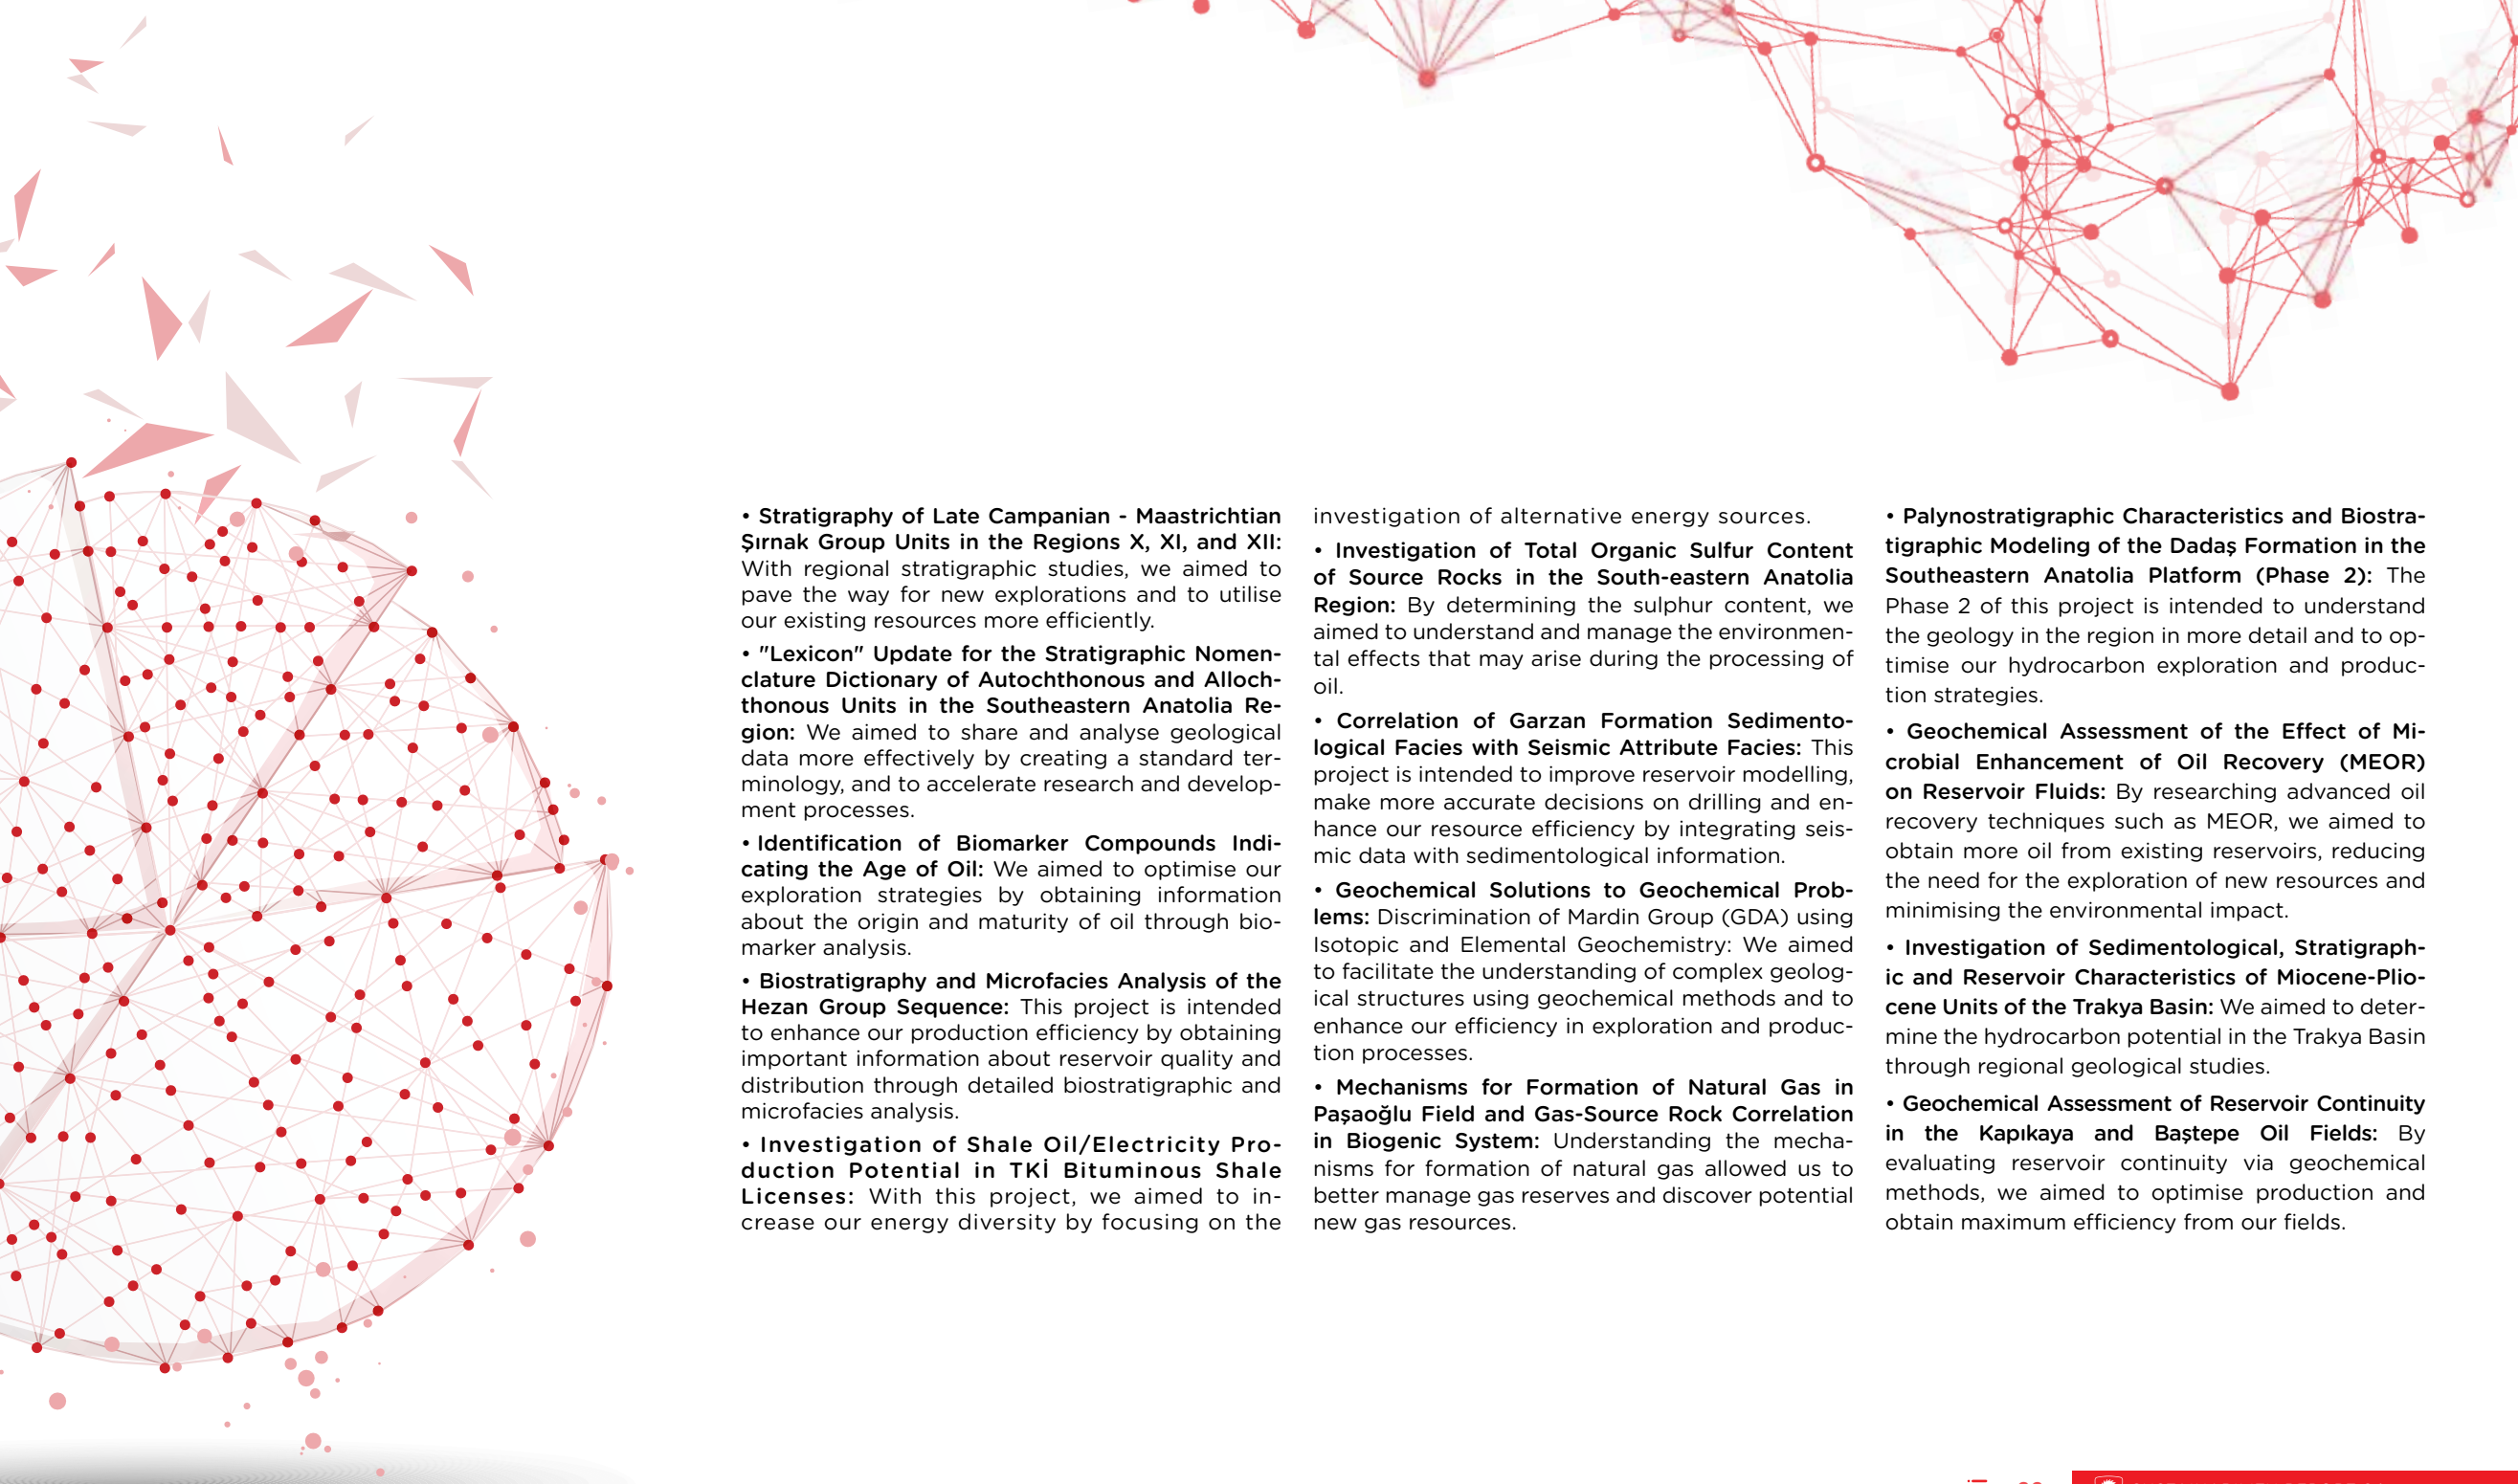 • Stratigraphy of Late Campanian - Maastrichtian
Şırnak Group Units in the Regions X, XI, and XII:
With regional stratigraphic studies, we aimed to
pave the way for new explorations and to utilise
our existing resources more efficiently.
• "Lexicon" Update for the Stratigraphic Nomen-
clature Dictionary of Autochthonous and Alloch-
thonous Units in the Southeastern Anatolia Re-
gion: We aimed to share and analyse geological
data more effectively by creating a standard ter-
minology, and to accelerate research and develop-
ment processes.
• Identification of Biomarker Compounds Indi-
cating the Age of Oil: We aimed to optimise our
exploration strategies by obtaining information
about the origin and maturity of oil through bio-
marker analysis.
• Biostratigraphy and Microfacies Analysis of the
Hezan Group Sequence: This project is intended
to enhance our production efficiency by obtaining
important information about reservoir quality and
distribution through detailed biostratigraphic and
microfacies analysis.
• Investigation of Shale Oil/Electricity Pro-
duction Potential in TKİ Bituminous Shale
Licenses: With this project, we aimed to in-
crease our energy diversity by focusing on the
investigation of alternative energy sources.
• Investigation of Total Organic Sulfur Content
of Source Rocks in the South-eastern Anatolia
Region: By determining the sulphur content, we
aimed to understand and manage the environmen-
tal effects that may arise during the processing of
oil.
• Correlation of Garzan Formation Sedimento-
logical Facies with Seismic Attribute Facies: This
project is intended to improve reservoir modelling,
make more accurate decisions on drilling and en-
hance our resource efficiency by integrating seis-
mic data with sedimentological information.
• Geochemical Solutions to Geochemical Prob-
lems: Discrimination of Mardin Group (GDA) using
Isotopic and Elemental Geochemistry: We aimed
to facilitate the understanding of complex geolog-
ical structures using geochemical methods and to
enhance our efficiency in exploration and produc-
tion processes.
• Mechanisms for Formation of Natural Gas in
Paşaoğlu Field and Gas-Source Rock Correlation
in Biogenic System: Understanding the mecha-
nisms for formation of natural gas allowed us to
better manage gas reserves and discover potential
new gas resources.
• Palynostratigraphic Characteristics and Biostra-
tigraphic Modeling of the Dadaş Formation in the
Southeastern Anatolia Platform (Phase 2): The
Phase 2 of this project is intended to understand
the geology in the region in more detail and to op-
timise our hydrocarbon exploration and produc-
tion strategies.
• Geochemical Assessment of the Effect of Mi-
crobial Enhancement of Oil Recovery (MEOR)
on Reservoir Fluids: By researching advanced oil
recovery techniques such as MEOR, we aimed to
obtain more oil from existing reservoirs, reducing
the need for the exploration of new resources and
minimising the environmental impact.
• Investigation of Sedimentological, Stratigraph-
ic and Reservoir Characteristics of Miocene-Plio-
cene Units of the Trakya Basin: We aimed to deter-
mine the hydrocarbon potential in the Trakya Basin
through regional geological studies.
• Geochemical Assessment of Reservoir Continuity
in the Kapıkaya and Baştepe Oil Fields: By
evaluating reservoir continuity via geochemical
methods, we aimed to optimise production and
obtain maximum efficiency from our fields.